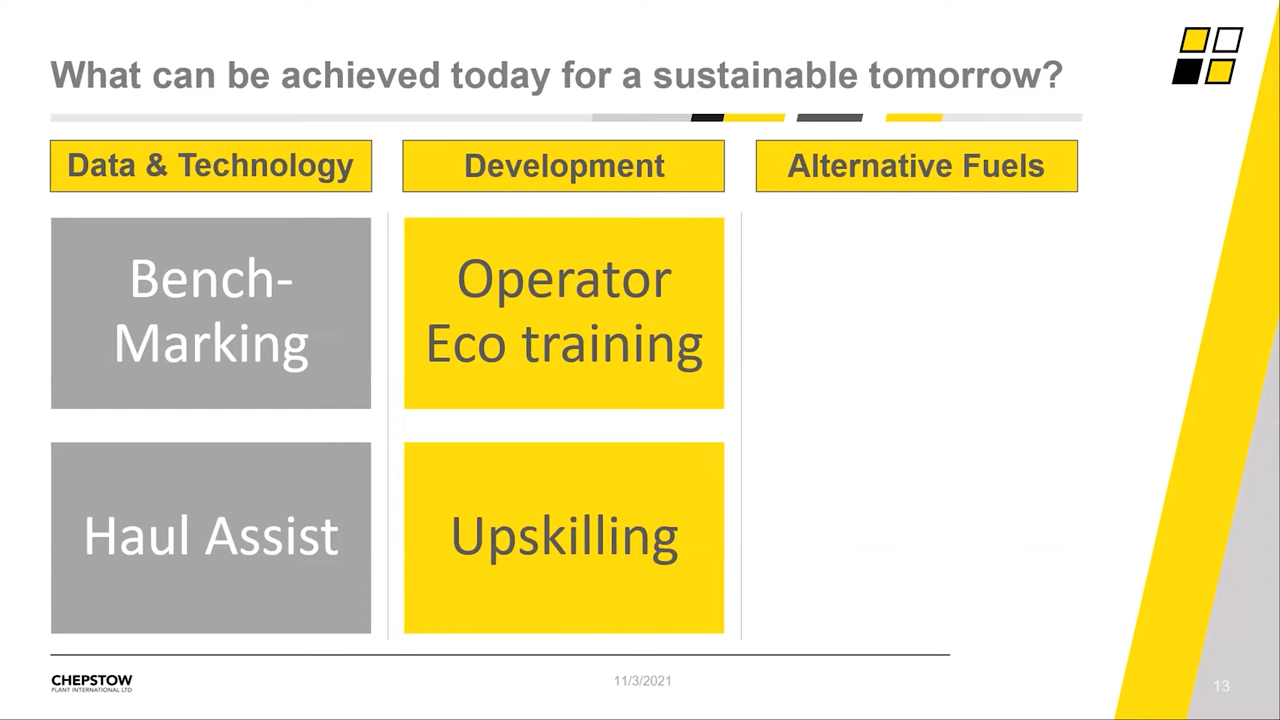 What can be achieved today for a sustainable tomorrow?
Data & Technology
Development
Alternative Fuels
Bench-
Marking
Operator
Eco training
Haul Assist
Upskilling
CHEPSTOW
PLANT INTERNATIONAL LTD
11/3/2021
13